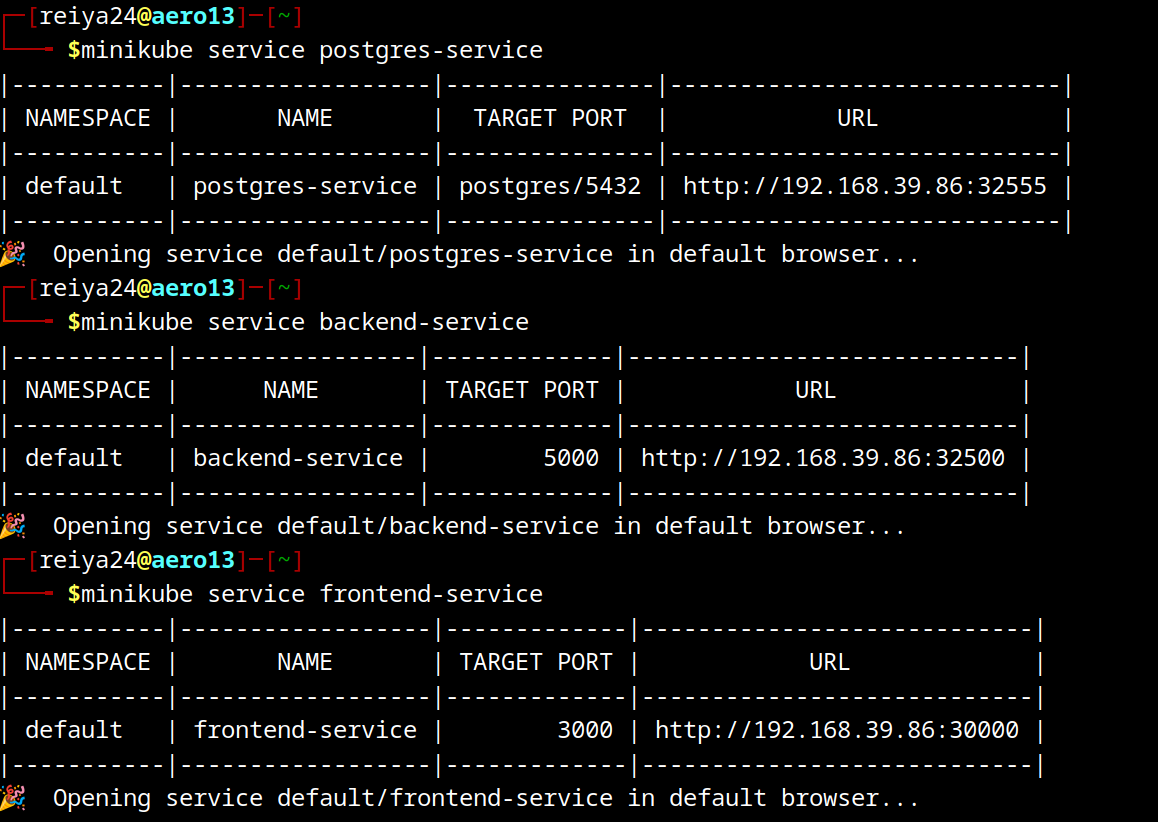 ┌─[reiya24@aero13]─[~]
└──╼ $minikube service postgres-service
|-----------|------------------|---------------|----------------------------|
| NAMESPACE |       NAME       |  TARGET PORT  |            URL             |
|-----------|------------------|---------------|----------------------------|
| default   | postgres-service | postgres/5432 | http://192.168.39.86:32555 |
|-----------|------------------|---------------|----------------------------|
🎉  Opening service default/postgres-service in default browser...
┌─[reiya24@aero13]─[~]
└──╼ $minikube service backend-service
|-----------|-----------------|-------------|----------------------------|
| NAMESPACE |      NAME       | TARGET PORT |            URL             |
|-----------|-----------------|-------------|----------------------------|
| default   | backend-service |        5000 | http://192.168.39.86:32500 |
|-----------|-----------------|-------------|----------------------------|
🎉  Opening service default/backend-service in default browser...
┌─[reiya24@aero13]─[~]
└──╼ $minikube service frontend-service
|-----------|------------------|-------------|----------------------------|
| NAMESPACE |       NAME       | TARGET PORT |            URL             |
|-----------|------------------|-------------|----------------------------|
| default   | frontend-service |        3000 | http://192.168.39.86:30000 |
|-----------|------------------|-------------|----------------------------|
🎉  Opening service default/frontend-service in default browser...